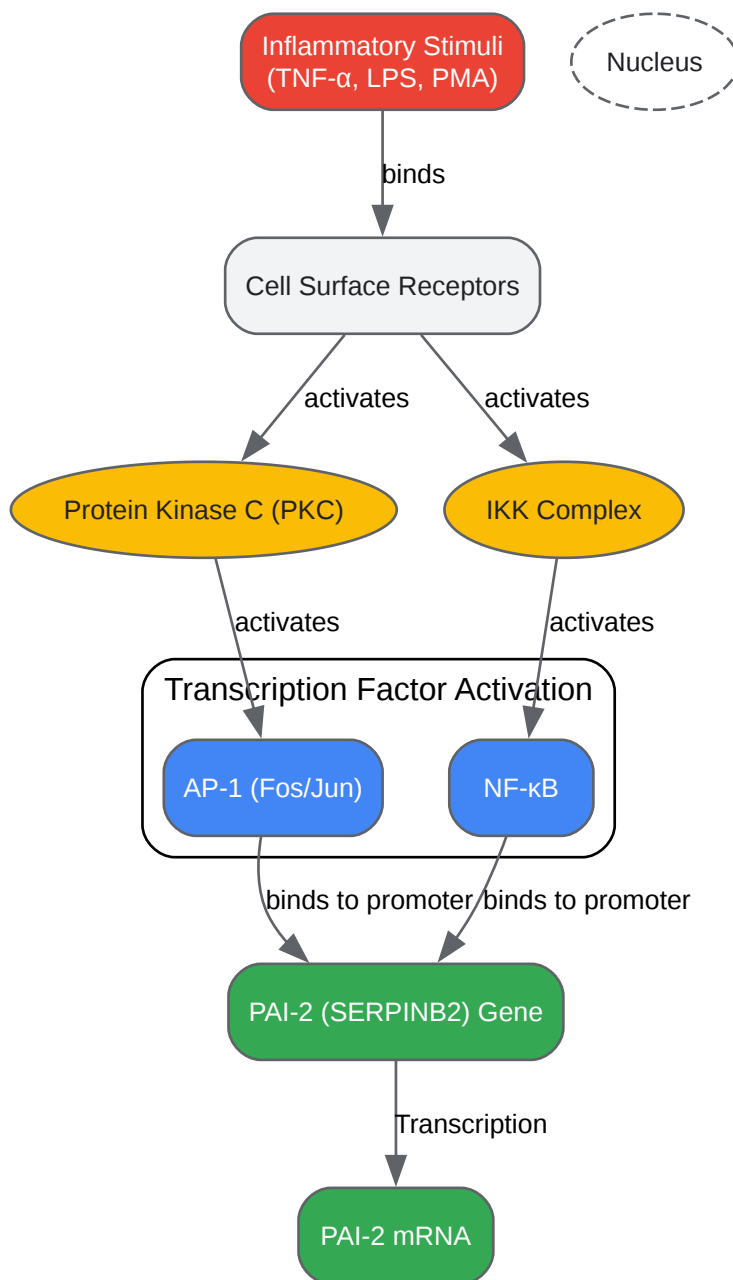 Inflammatory Stimuli
(TNF-α, LPS, PMA)
Nucleus
binds
Cell Surface Receptors
activates
activates
Protein Kinase C (PKC)
IKK Complex
activates
activates
Transcription Factor Activation
AP-1 (Fos/Jun)
NF-κB
binds to promoter
binds to promoter
PAI-2 (SERPINB2) Gene
Transcription
PAI-2 mRNA